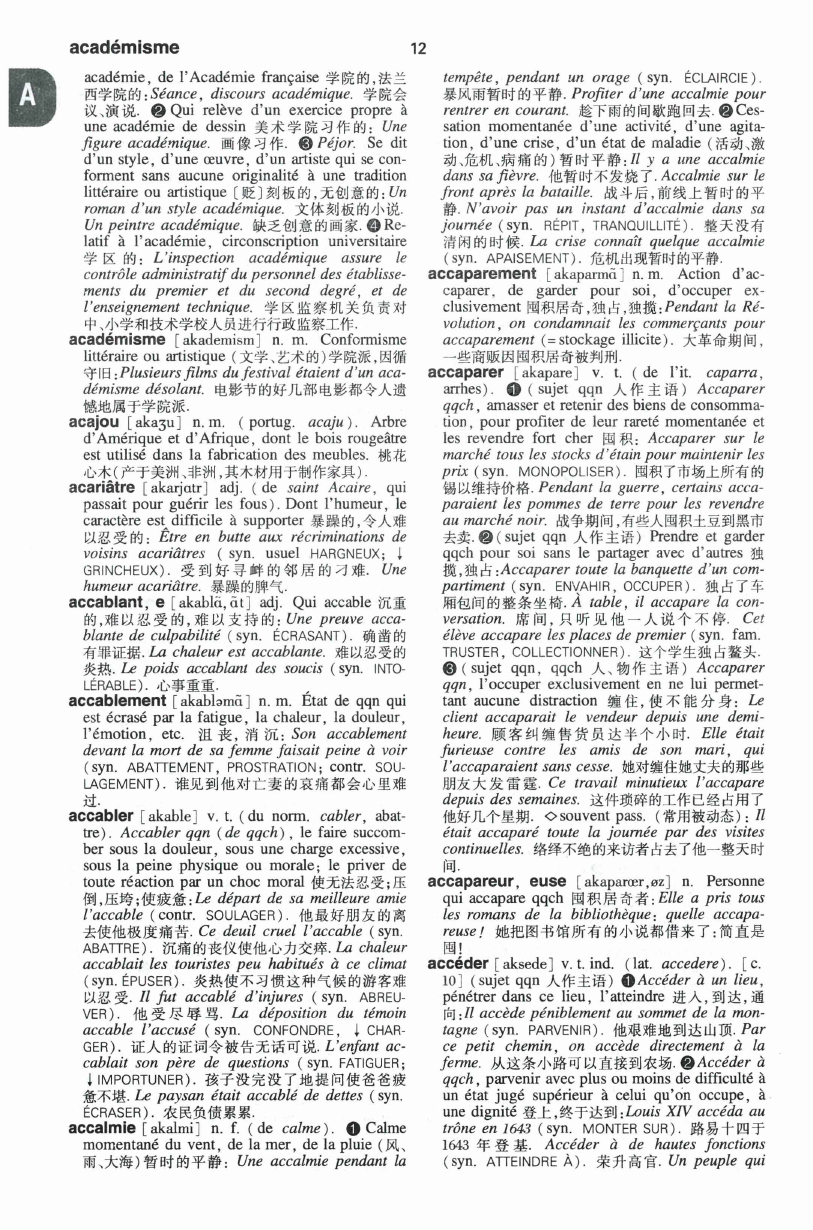 académisme
12
A
académie, de l'Académie française 学院的,法兰
西学院的:Séance, discours académique. 学院会
议、演说. ❷ Qui relève d'un exercice propre à
une académie de dessin 美术学院习作的: Une
figure académique. 画像习作. ❸ Péjor. Se dit
d'un style, d'une œuvre, d'un artiste qui se con-
forment sans aucune originalité à une tradition
littéraire ou artistique [贬]刻板的,无创意的:Un
roman d'un style académique. 文体刻板的小说.
Un peintre académique. 缺乏创意的画家. ❹ Re-
latif à l'académie, circonscription universitaire
学区的: L'inspection académique assure le
contrôle administratif du personnel des établisse-
ments du premier et du second degré, et de
l'enseignement technique. 学区监察机关负责对
中、小学和技术学校人员进行行政监察工作.
académisme [akademism] n. m. Conformisme
littéraire ou artistique (文学、艺术的)学院派,因循
守旧:Plusieurs films du festival étaient d'un aca-
démisme désolant. 电影节的好几部电影都令人遗
憾地属于学院派.
acajou [akaʒu] n. m. (portug. acaju). Arbre
d'Amérique et d'Afrique, dont le bois rougeâtre
est utilisé dans la fabrication des meubles. 桃花
心木(产于美洲、非洲,其木材用于制作家具).
acariâtre [akarjɑtr] adj. (de saint Acaire, qui
passait pour guérir les fous). Dont l'humeur, le
caractère est difficile à supporter 暴躁的,令人难
以忍受的: Être en butte aux récriminations de
voisins acariâtres (syn. usuel HARGNEUX; ↓
GRINCHEUX). 受到好寻衅的邻居的刁难. Une
humeur acariâtre. 暴躁的脾气.
accablant, e [akablɑ̃, ɑ̃t] adj. Qui accable 沉重
的,难以忍受的,难以支持的: Une preuve acca-
blante de culpabilité (syn. ÉCRASANT). 确凿的
有罪证据. La chaleur est accablante. 难以忍受的
炎热. Le poids accablant des soucis (syn. INTO-
LÉRABLE). 心事重重.
accablement [akabləmɑ̃] n. m. État de qqn qui
est écrasé par la fatigue, la chaleur, la douleur,
l'émotion, etc. 沮丧,消沉: Son accablement
devant la mort de sa femme faisait peine à voir
(syn. ABATTEMENT, PROSTRATION; contr. SOU-
LAGEMENT). 谁见到他对亡妻的哀痛都会心里难
过.
accabler [akable] v. t. (du norm. cabler, abat-
tre). Accabler qqn (de qqch), le faire succom-
ber sous la douleur, sous une charge excessive,
sous la peine physique ou morale; le priver de
toute réaction par un choc moral 使无法忍受;压
倒,压垮;使疲惫:Le départ de sa meilleure amie
l'accable (contr. SOULAGER). 他最好朋友的离
去使他极度痛苦. Ce deuil cruel l'accable (syn.
ABATTRE). 沉痛的丧仪使他心力交瘁. La chaleur
accablait les touristes peu habitués à ce climat
(syn. ÉPUSER). 炎热使不习惯这种气候的游客难
以忍受. Il fut accablé d'injures (syn. ABREU-
VER). 他受尽辱骂. La déposition du témoin
accable l'accusé (syn. CONFONDRE, ↓ CHAR-
GER). 证人的证词令被告无话可说. L'enfant ac-
cablait son père de questions (syn. FATIGUER;
↓ IMPORTUNER). 孩子没完没了地提问使爸爸疲
惫不堪. Le paysan était accablé de dettes (syn.
ÉCRASER). 农民负债累累.
accalmie [akalmi] n. f. (de calme). ❶ Calme
momentané du vent, de la mer, de la pluie (风、
雨、大海)暂时的平静: Une accalmie pendant la
tempête, pendant un orage (syn. ÉCLAIRCIE).
暴风雨暂时的平静. Profiter d'une accalmie pour
rentrer en courant. 趁下雨的间歇跑回去. ❷ Ces-
sation momentanée d'une activité, d'une agita-
tion, d'une crise, d'un état de maladie (活动、激
动、危机、病痛的)暂时平静:Il y a une accalmie
dans sa fièvre. 他暂时不发烧了. Accalmie sur le
front après la bataille. 战斗后,前线上暂时的平
静. N'avoir pas un instant d'accalmie dans sa
journée (syn. RÉPIT, TRANQUILLITÉ). 整天没有
清闲的时候. La crise connaît quelque accalmie
(syn. APAISEMENT). 危机出现暂时的平静.
accaparement [akaparmɑ̃] n. m. Action d'ac-
caparer, de garder pour soi, d'occuper ex-
clusivement 囤积居奇,独占,独揽:Pendant la Ré-
volution, on condamnait les commerçants pour
accaparement (= stockage illicite). 大革命期间,
一些商贩因囤积居奇被判刑.
accaparer [akapare] v. t. (de l'it. caparra,
arrhes). ❶ (sujet qqn 人作主语) Accaparer
qqch, amasser et retenir des biens de consomma-
tion, pour profiter de leur rareté momentanée et
les revendre fort cher 囤积: Accaparer sur le
marché tous les stocks d'étain pour maintenir les
prix (syn. MONOPOLISER). 囤积了市场上所有的
锡以维持价格. Pendant la guerre, certains acca-
paraient les pommes de terre pour les revendre
au marché noir. 战争期间,有些人囤积土豆到黑市
去卖. ❷ (sujet qqn 人作主语) Prendre et garder
qqch pour soi sans le partager avec d'autres 独
揽,独占:Accaparer toute la banquette d'un com-
partiment (syn. ENVAHIR, OCCUPER). 独占了车
厢包间的整条坐椅. À table, il accapare la con-
versation. 席间,只听见他一人说个不停. Cet
élève accapare les places de premier (syn. fam.
TRUSTER, COLLECTIONNER). 这个学生独占鳌头.
❸ (sujet qqn, qqch 人、物作主语) Accaparer
qqn, l'occuper exclusivement en ne lui permet-
tant aucune distraction 缠住,使不能分身: Le
client accaparait le vendeur depuis une demi-
heure. 顾客纠缠售货员达半个小时. Elle était
furieuse contre les amis de son mari, qui
l'accaparaient sans cesse. 她对缠住她丈夫的那些
朋友大发雷霆. Ce travail minutieux l'accapare
depuis des semaines. 这件琐碎的工作已经占用了
他好几个星期. ◇ souvent pass. (常用被动态): Il
était accaparé toute la journée par des visites
continuelles. 络绎不绝的来访者占去了他一整天时
间.
accapareur, euse [akaparœr, øz] n. Personne
qui accapare qqch 囤积居奇者:Elle a pris tous
les romans de la bibliothèque: quelle accapa-
reuse! 她把图书馆所有的小说都借来了:简直是
囤!
accéder [aksede] v. t. ind. (lat. accedere). [c.
10] (sujet qqn 人作主语) ❶ Accéder à un lieu,
pénétrer dans ce lieu, l'atteindre 进入,到达,通
向:Il accède péniblement au sommet de la mon-
tagne (syn. PARVENIR). 他艰难地到达山顶. Par
ce petit chemin, on accède directement à la
ferme. 从这条小路可以直接到农场. ❷ Accéder à
qqch, parvenir avec plus ou moins de difficulté à
un état jugé supérieur à celui qu'on occupe, à
une dignité 登上,终于达到:Louis XIV accéda au
trône en 1643 (syn. MONTER SUR). 路易十四于
1643 年登基. Accéder à de hautes fonctions
(syn. ATTEINDRE À). 荣升高官. Un peuple qui